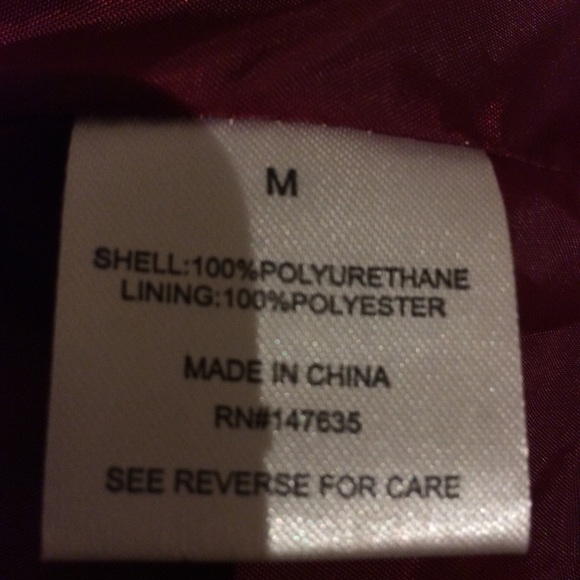 M
SHELL:100%POLYURETHANE
LINING:100%POLYESTER
MADE IN CHINA
RN#147635
SEE REVERSE FOR CARE